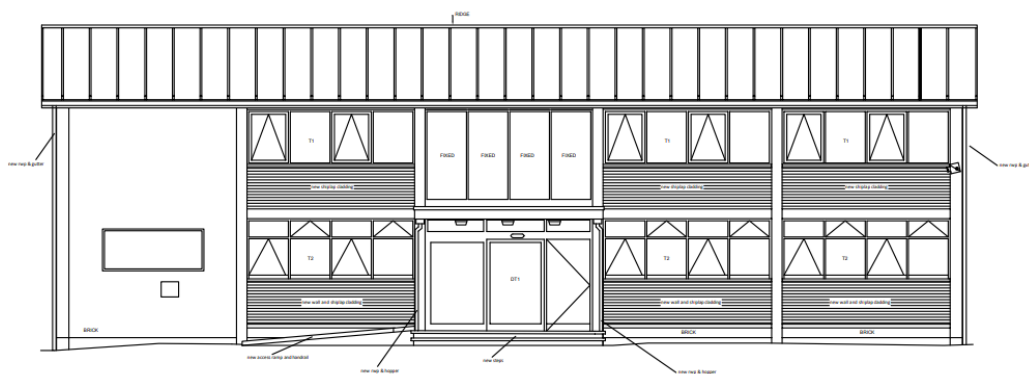 RIDGE
T1
FIXED
FIXED
FIXED
FIXED
T1
T1
new rwp & gutter
new rwp & gutter
new shiplap cladding
new shiplap cladding
new shiplap cladding
T2
T2
T2
DT1
new wall and shiplap cladding
new wall and shiplap cladding
new wall and shiplap cladding
BRICK
BRICK
BRICK
new access ramp and handrail
new steps
new rwp & hopper
new rwp & hopper